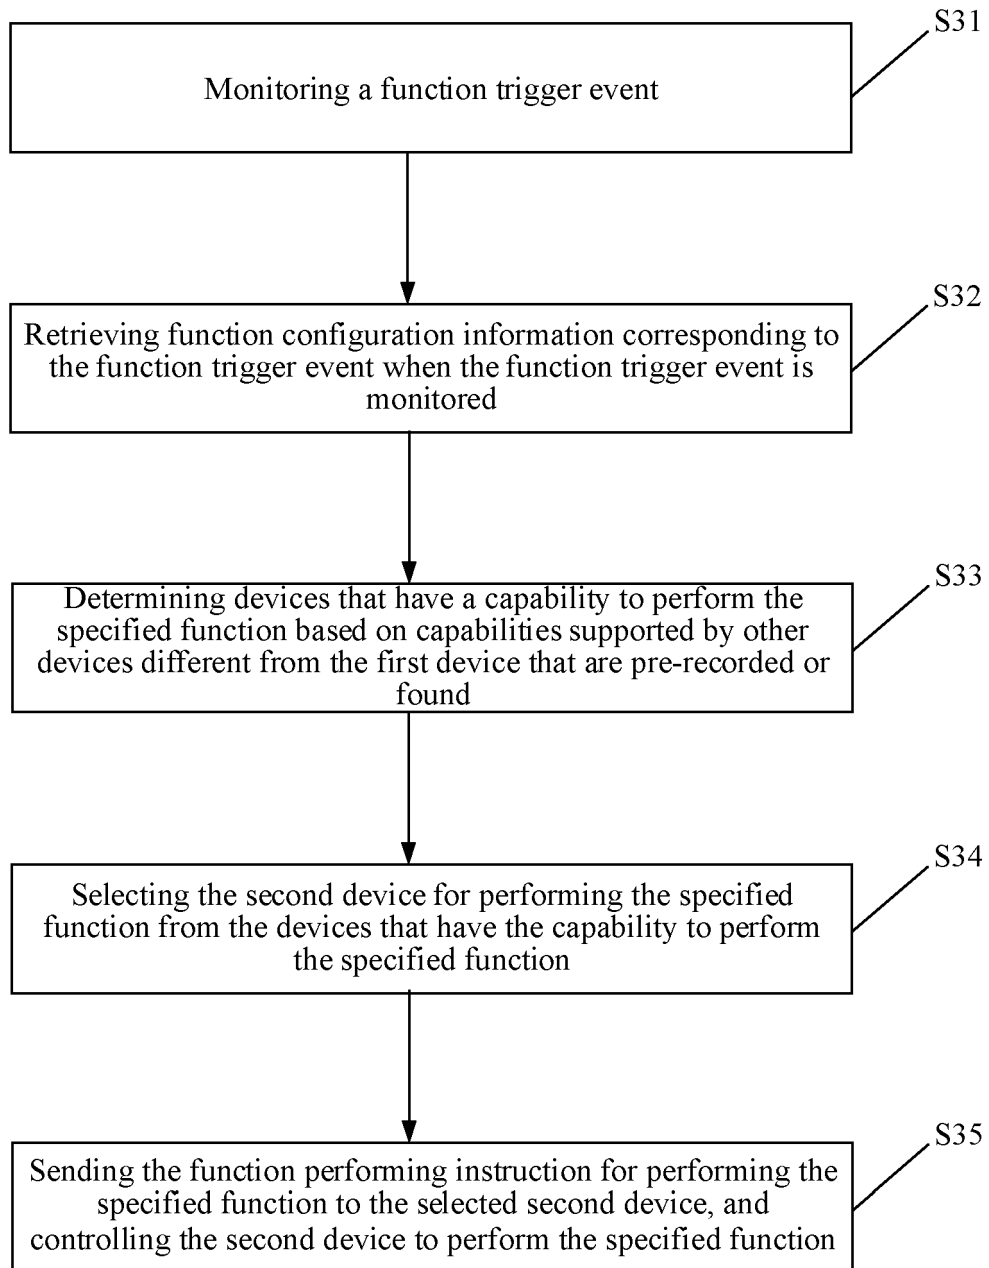 S31
Monitoring a function trigger event
S32
Retrieving function configuration information corresponding to
the function trigger event when the function trigger event is
monitored
S33
Determining devices that have a capability to perform the
specified function based on capabilities supported by other
devices different from the first device that are pre-recorded or
found
S34
Selecting the second device for performing the specified
function from the devices that have the capability to perform
the specified function
S35
Sending the function performing instruction for performing the
specified function to the selected second device, and
controlling the second device to perform the specified function